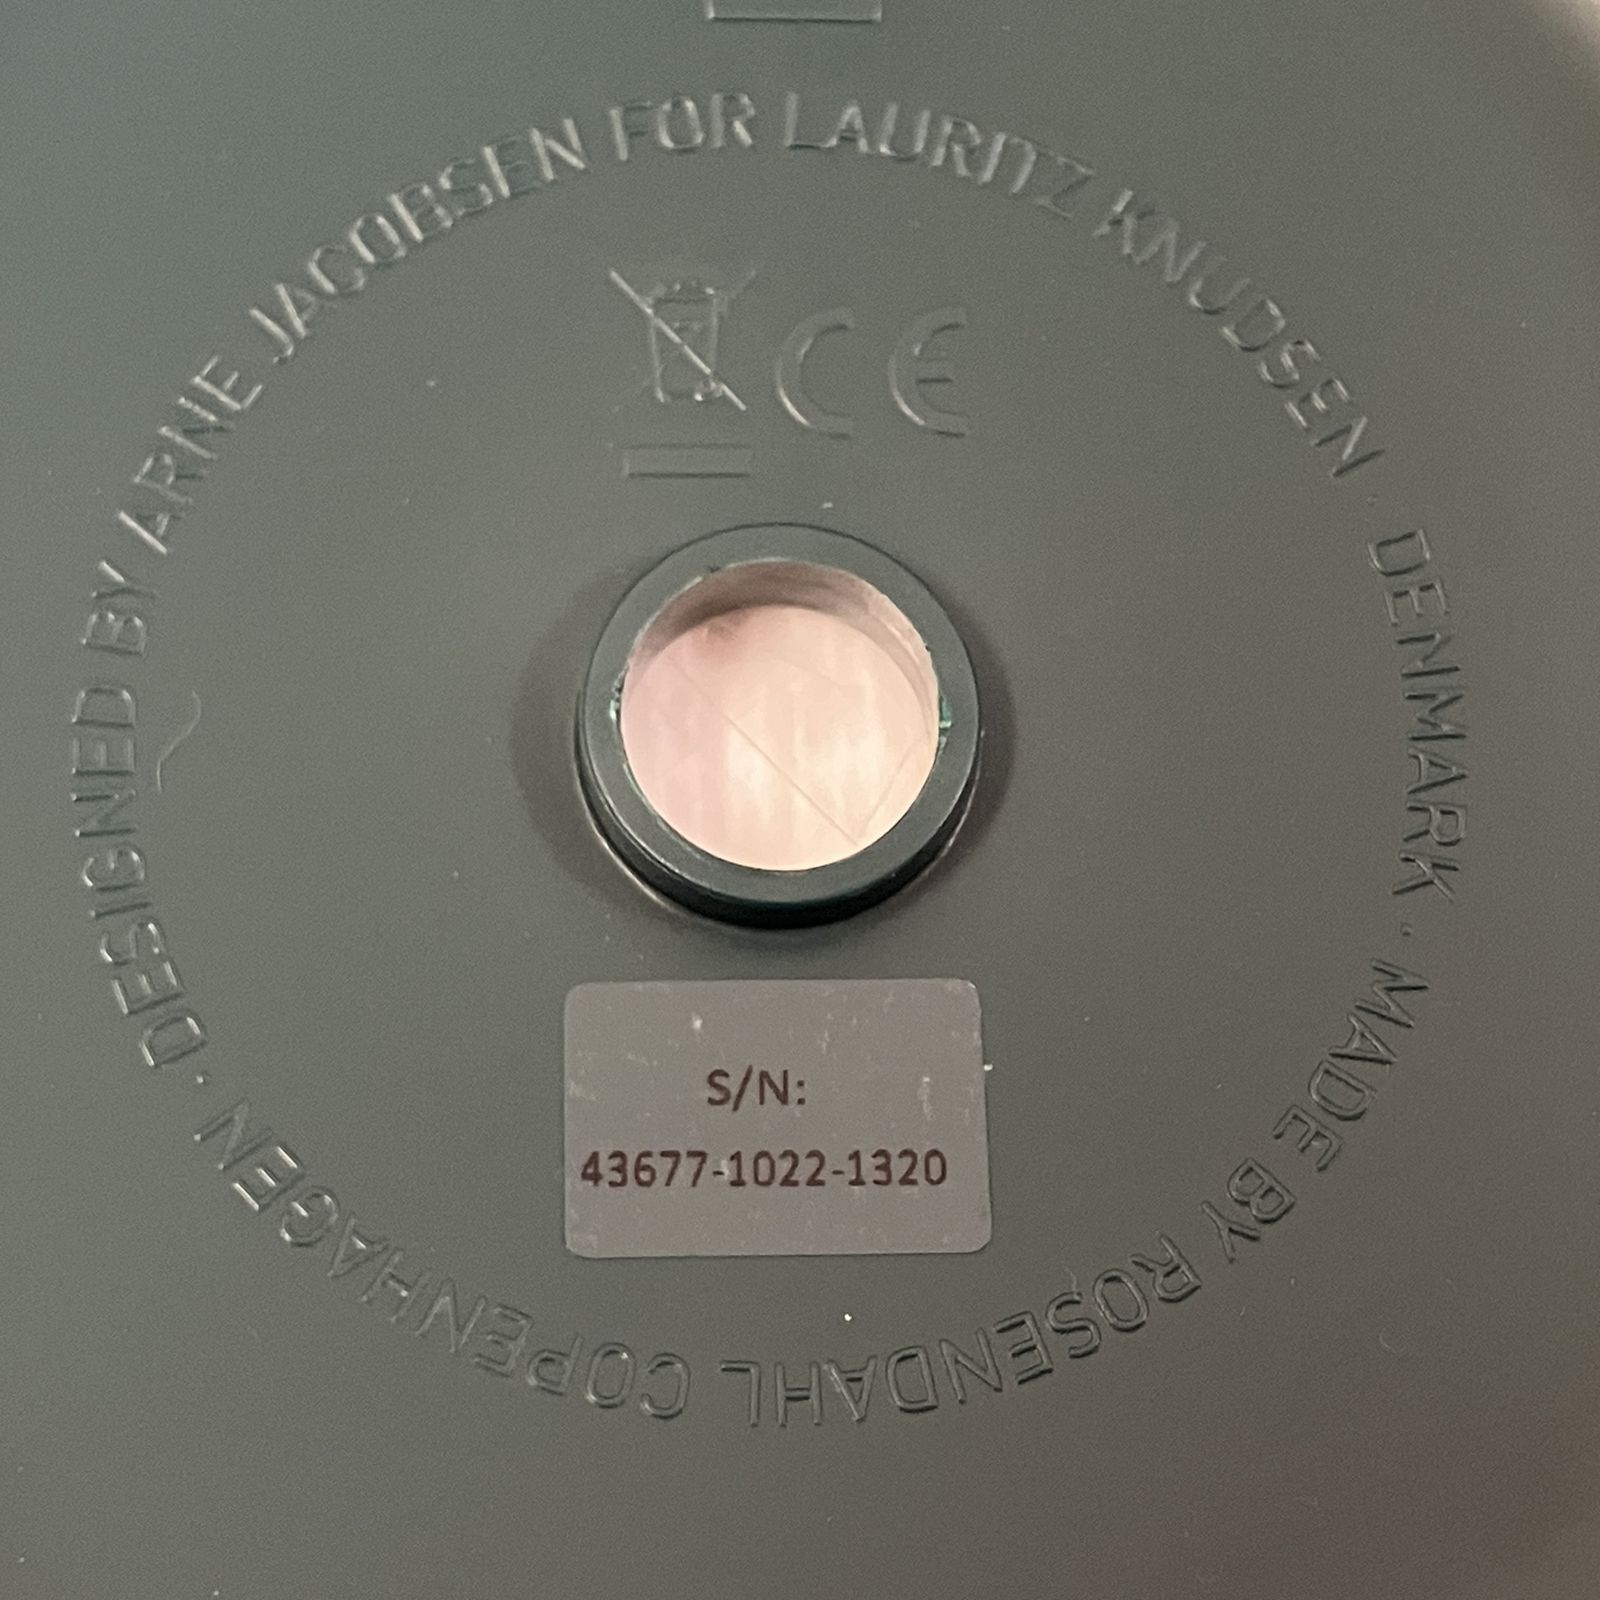 DESIGNED BY ARNE JACOBSEN FOR LAURITZ KNUDSEN · DENMARK · MADE BY ROSENDAHL COPENHAGEN ·
CE
S/N:
43677-1022-1320